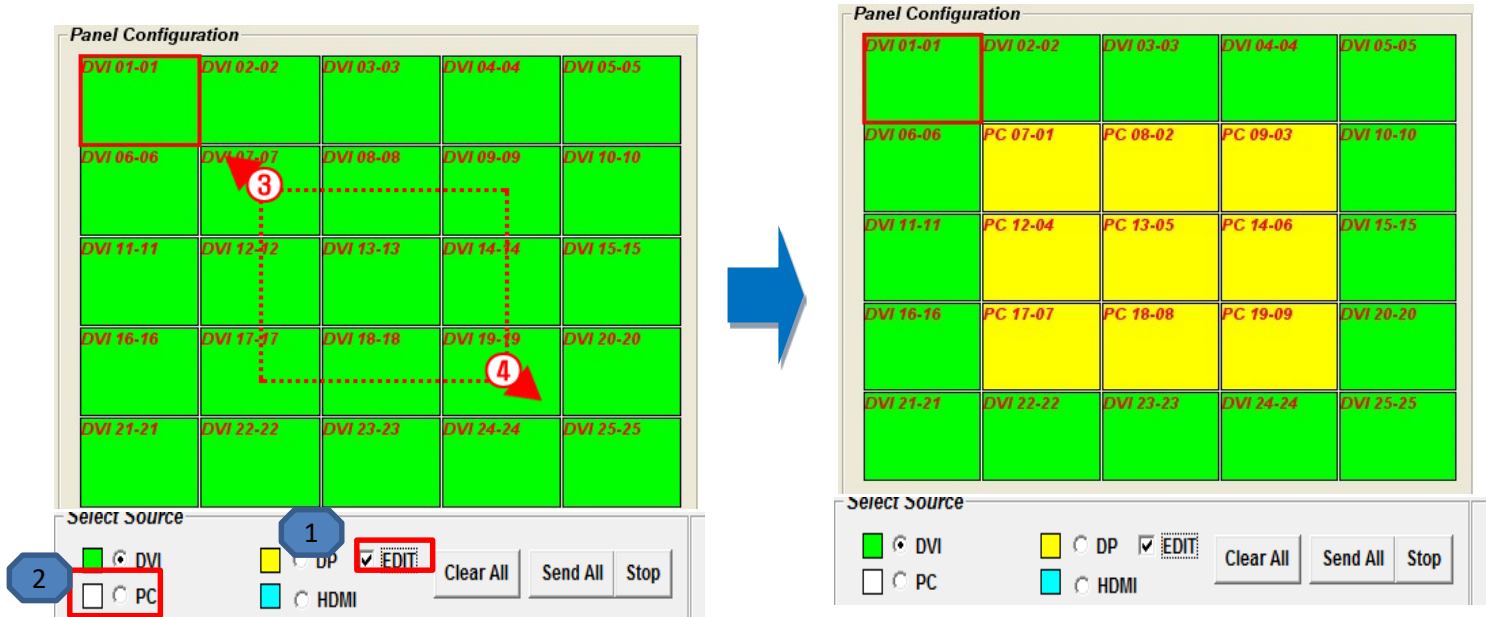 Panel Configuration
DVI 01-01 DVI 02-02 DVI 03-03 DVI 04-04 DVI 05-05
DVI 06-06 DVI 07-07 DVI 08-08 DVI 09-09 DVI 10-10
3
DVI 11-11 DVI 12-12 DVI 13-13 DVI 14-14 DVI 15-15
DVI 16-16 DVI 17-17 DVI 18-18 DVI 19-19 DVI 20-20
4
DVI 21-21 DVI 22-22 DVI 23-23 DVI 24-24 DVI 25-25
Select Source
1
DVI DP EDIT Clear All Send All Stop
2
PC HDMI
Panel Configuration
DVI 01-01 DVI 02-02 DVI 03-03 DVI 04-04 DVI 05-05
DVI 06-06 PC 07-01 PC 08-02 PC 09-03 DVI 10-10
DVI 11-11 PC 12-04 PC 13-05 PC 14-06 DVI 15-15
DVI 16-16 PC 17-07 PC 18-08 PC 19-09 DVI 20-20
DVI 21-21 DVI 22-22 DVI 23-23 DVI 24-24 DVI 25-25
Select Source
DVI DP EDIT Clear All Send All Stop
PC HDMI